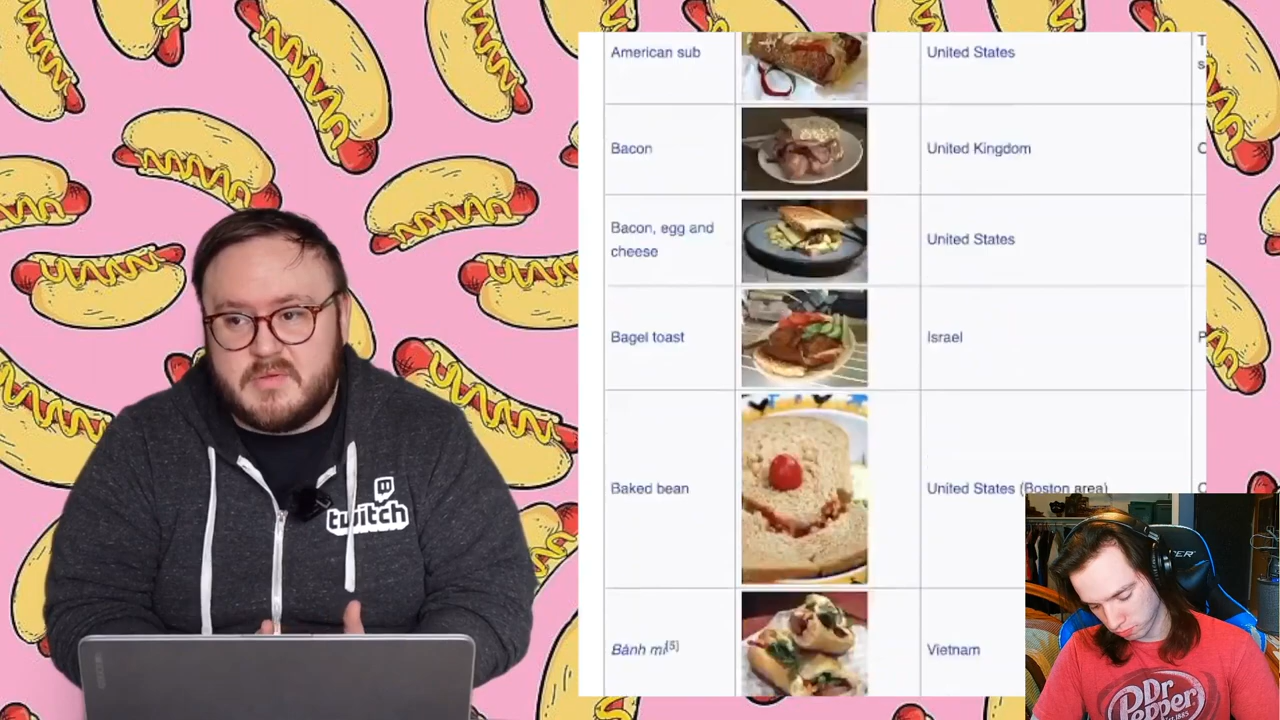 American sub
United States
Bacon
United Kingdom
Bacon, egg and
cheese
United States
Bagel toast
Israel
Baked bean
United States (Boston area)
Bánh mì[5]
Vietnam
twitch
Dr
Pepper